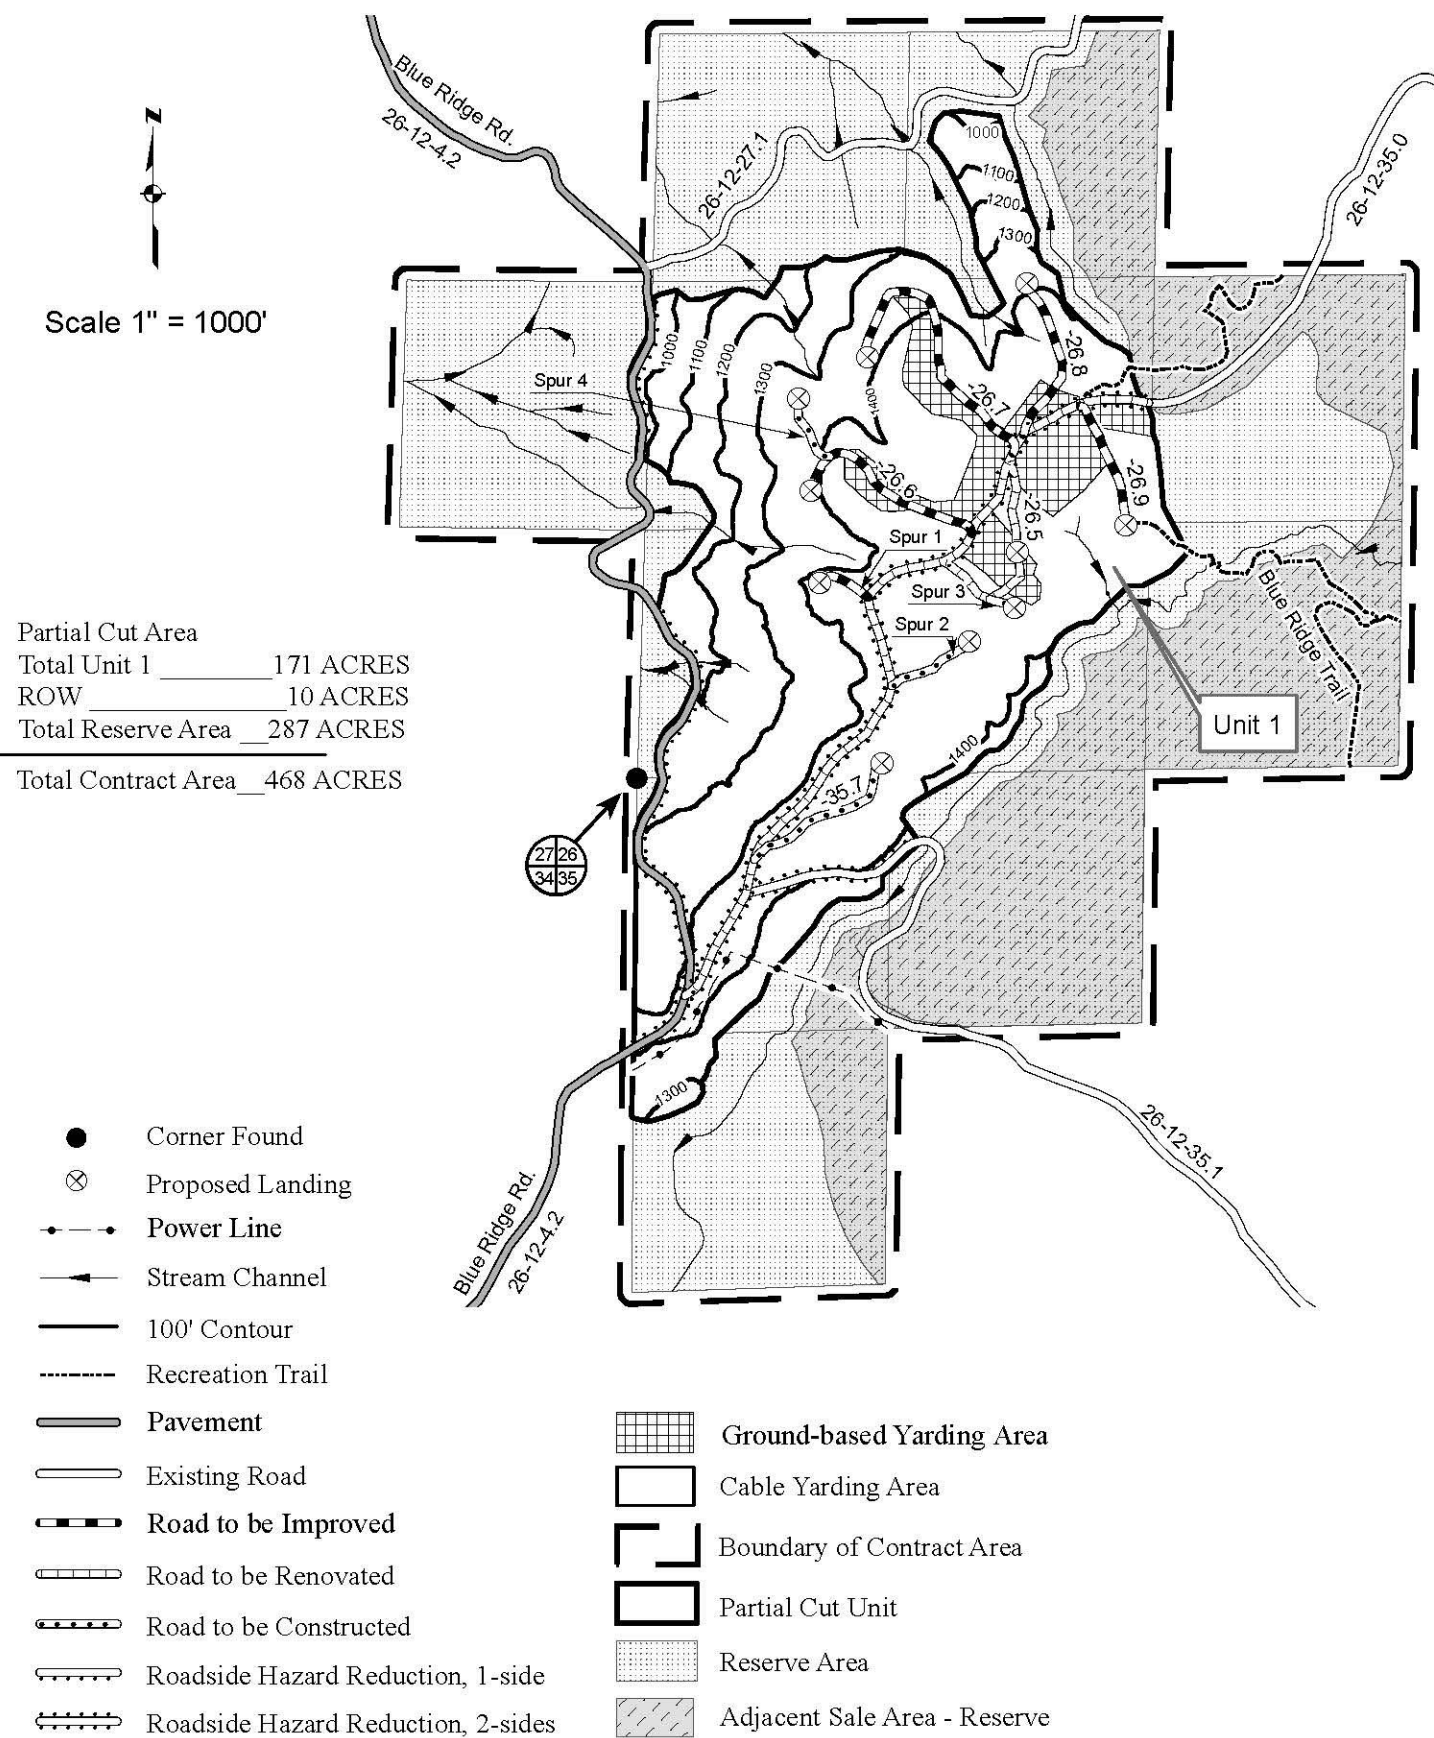 Blue Ridge Rd.
26-12-4.2
26-12-27.1
26-12-35.0
1000
1100
1200
1300
N
Scale 1" = 1000'
Spur 4
1000
1100
1200
1300
1400
-26.8
-26.7
-26.6
-26.5
-26.9
Spur 1
Spur 3
Spur 2
Blue Ridge Trail
Unit 1
1400
-35.7
Partial Cut Area
Total Unit 1 _________171 ACRES
ROW ________________10 ACRES
Total Reserve Area __287 ACRES
Total Contract Area__468 ACRES
27 26
34 35
1300
26-12-35.1
Blue Ridge Rd.
26-12-4.2
Corner Found
Proposed Landing
Power Line
Stream Channel
100' Contour
Recreation Trail
Pavement
Existing Road
Road to be Improved
Road to be Renovated
Road to be Constructed
Roadside Hazard Reduction, 1-side
Roadside Hazard Reduction, 2-sides
Ground-based Yarding Area
Cable Yarding Area
Boundary of Contract Area
Partial Cut Unit
Reserve Area
Adjacent Sale Area - Reserve